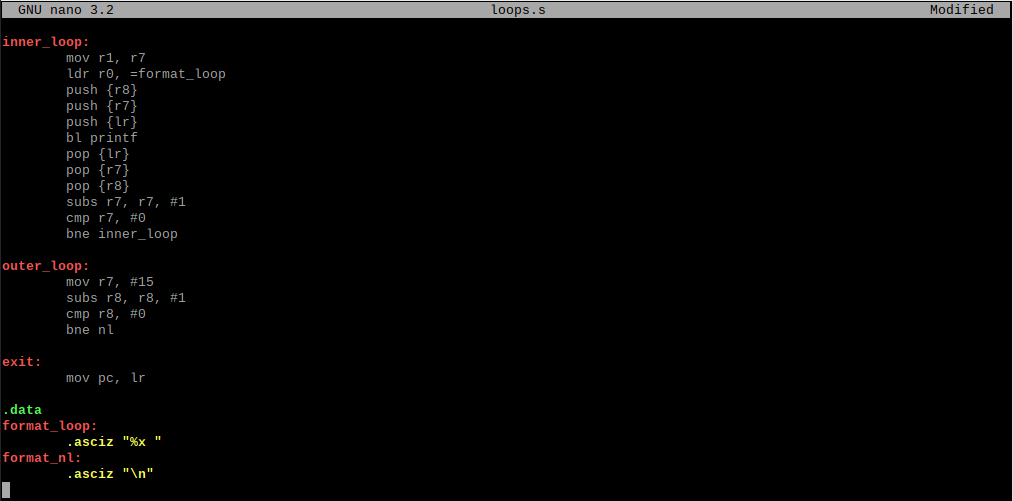 GNU nano 3.2 loops.s Modified
inner_loop:
mov r1, r7
ldr r0, =format_loop
push {r8}
push {r7}
push {lr}
bl printf
pop {lr}
pop {r7}
pop {r8}
subs r7, r7, #1
cmp r7, #0
bne inner_loop
outer_loop:
mov r7, #15
subs r8, r8, #1
cmp r8, #0
bne nl
exit:
mov pc, lr
.data
format_loop:
.asciz "%x "
format_nl:
.asciz "\n"